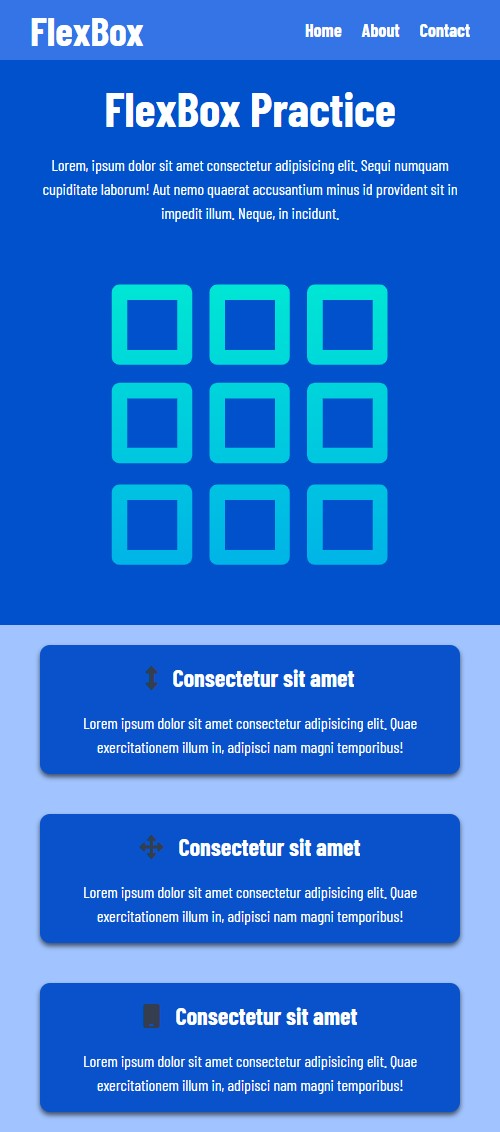 FlexBox
Home About Contact
FlexBox Practice
Lorem, ipsum dolor sit amet consectetur adipisicing elit. Sequi numquam
cupiditate laborum! Aut nemo quaerat accusantium minus id provident sit in
impedit illum. Neque, in incidunt.
Consectetur sit amet
Lorem ipsum dolor sit amet consectetur adipisicing elit. Quae
exercitationem illum in, adipisci nam magni temporibus!
Consectetur sit amet
Lorem ipsum dolor sit amet consectetur adipisicing elit. Quae
exercitationem illum in, adipisci nam magni temporibus!
Consectetur sit amet
Lorem ipsum dolor sit amet consectetur adipisicing elit. Quae
exercitationem illum in, adipisci nam magni temporibus!